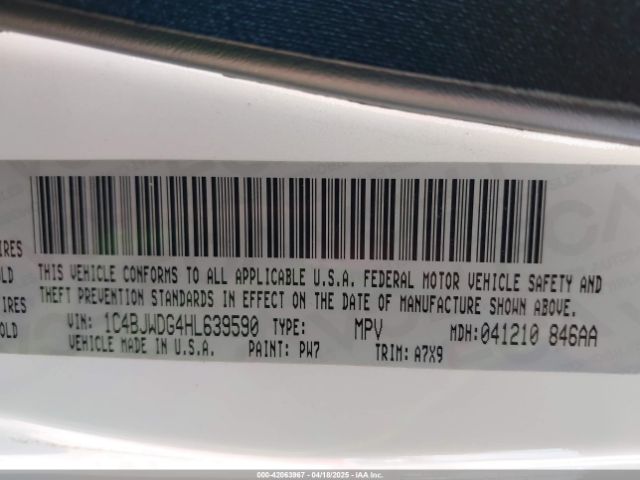 IRES
OLD
IRES
OLD
THIS VEHICLE CONFORMS TO ALL APPLICABLE U.S.A. FEDERAL MOTOR VEHICLE SAFETY AND
THEFT PREVENTION STANDARDS IN EFFECT ON THE DATE OF MANUFACTURE SHOWN ABOVE.
VIN: 1C4BJWDG4HL639590 TYPE: MPV MDH: 041210 846AA
VEHICLE MADE IN U.S.A. PAINT: PW7 TRIM: A7X9
000-42063967 - 04/18/2025 - IAA Inc.